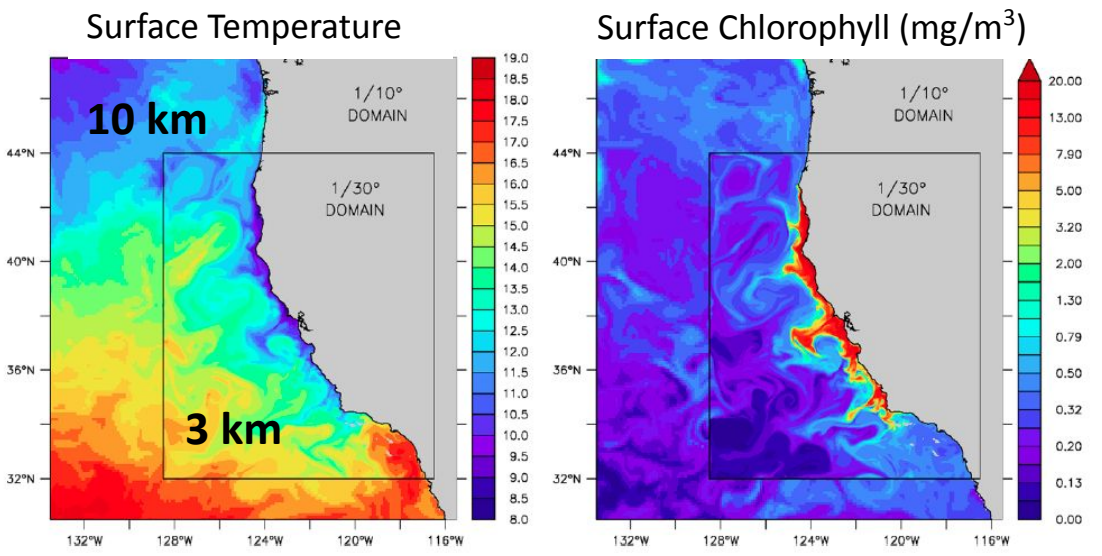 Surface Temperature
Surface Chlorophyll (mg/m³)
10 km
1/10°
DOMAIN
1/30°
DOMAIN
3 km
44°N
40°N
36°N
32°N
132°W
128°W
124°W
120°W
116°W
19.0
18.5
18.0
17.5
17.0
16.5
16.0
15.5
15.0
14.5
14.0
13.5
13.0
12.5
12.0
11.5
11.0
10.5
10.0
9.5
9.0
8.5
8.0
1/10°
DOMAIN
1/30°
DOMAIN
44°N
40°N
36°N
32°N
132°W
128°W
124°W
120°W
116°W
20.00
13.00
7.90
5.00
3.20
2.00
1.30
0.79
0.50
0.32
0.20
0.13
0.00